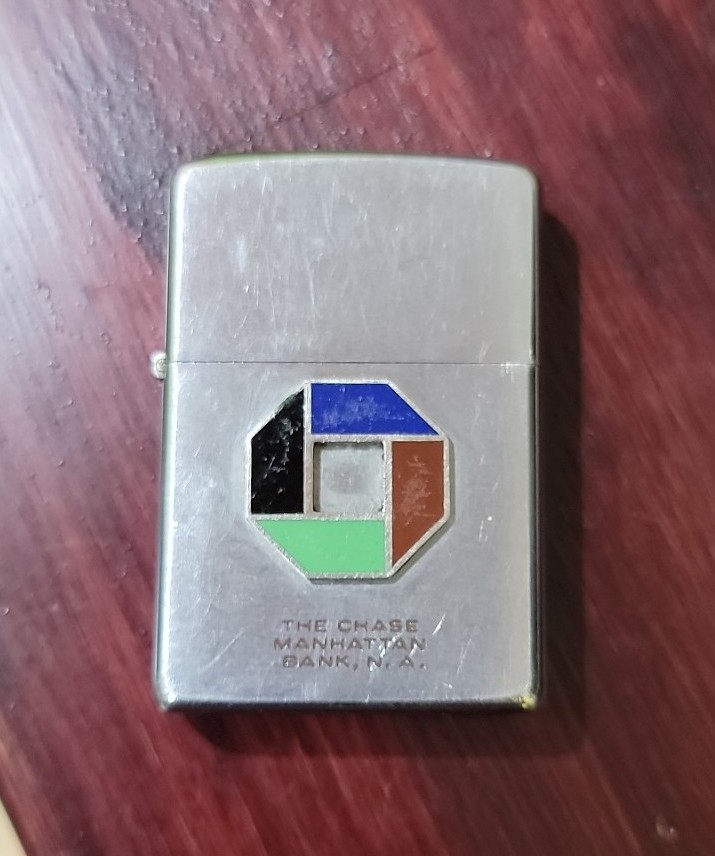 THE CHASE
MANHATTAN
BANK, N. A.